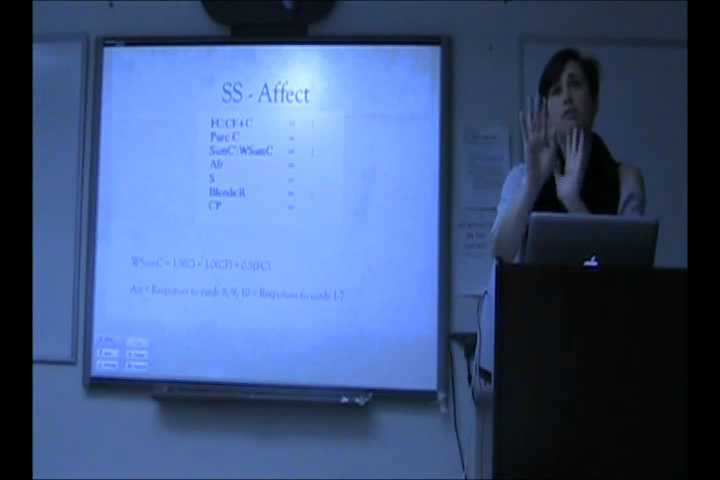 SS - Affect
FC:CF+C = :
Pure C =
SumC':WSumC = :
Afr =
S =
Blends:R = :
CP =
WSumC = 1.5(C) + 1.0(CF) + 0.5(FC)
Afr = Responses to cards 8, 9, 10 ÷ Responses to cards 1-7